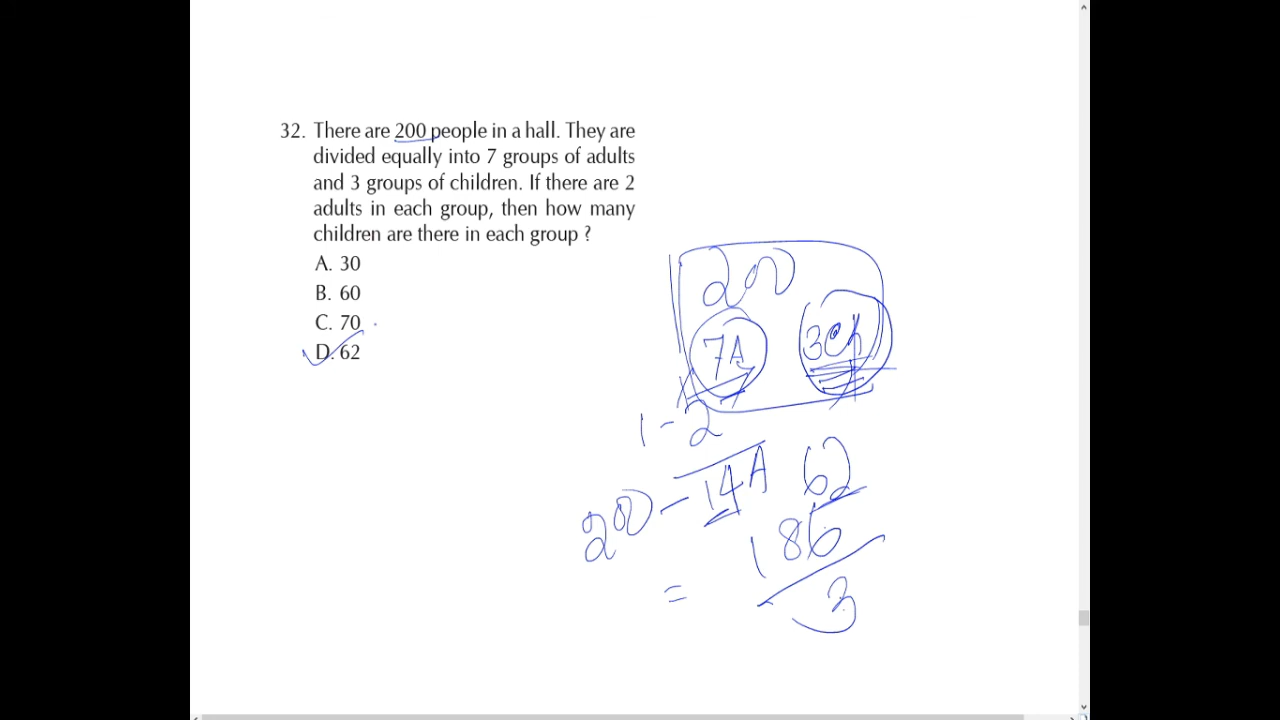 32. There are 200 people in a hall. They are
divided equally into 7 groups of adults
and 3 groups of children. If there are 2
adults in each group, then how many
children are there in each group ?
A. 30
B. 60
C. 70
D. 62
200
7A 3Ch
1 - 2
200 - 14A 62
186
= 3